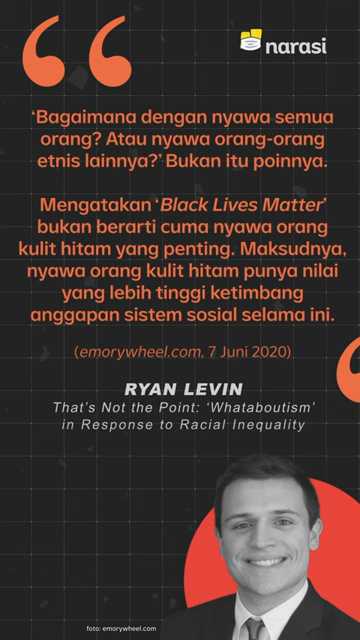 narasi
‘Bagaimana dengan nyawa semua
orang? Atau nyawa orang-orang
etnis lainnya?’ Bukan itu poinnya.
Mengatakan ‘Black Lives Matter’
bukan berarti cuma nyawa orang
kulit hitam yang penting. Maksudnya,
nyawa orang kulit hitam punya nilai
yang lebih tinggi ketimbang
anggapan sistem sosial selama ini.
(emorywheel.com, 7 Juni 2020)
RYAN LEVIN
That’s Not the Point: ‘Whataboutism’
in Response to Racial Inequality
foto: emorywheel.com